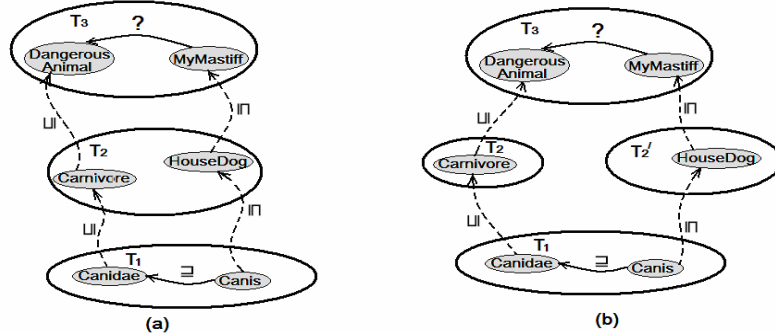 T3
?
Dangerous
Animal
MyMastiff
⊑
⊒
T2
HouseDog
Carnivore
⊑
⊒
T1
Canidae
⊒
Canis
(a)
T3
?
Dangerous
Animal
MyMastiff
⊑
⊒
T2
T2′
Carnivore
HouseDog
⊑
⊒
T1
Canidae
⊒
Canis
(b)